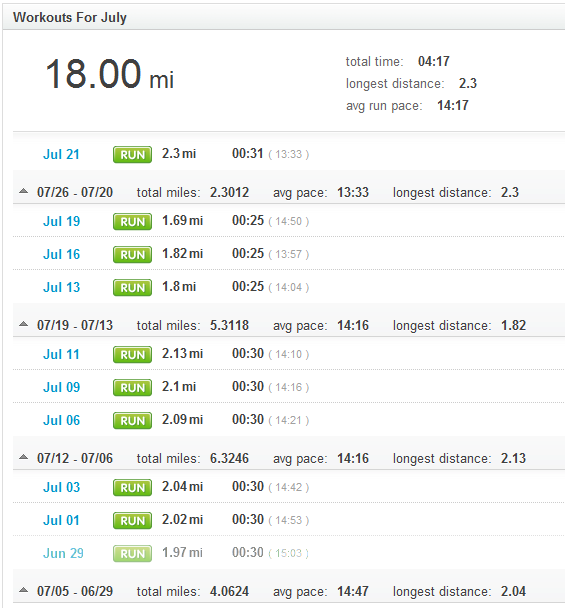 Workouts For July
18.00 mi
total time: 04:17
longest distance: 2.3
avg run pace: 14:17
Jul 21 RUN 2.3 mi 00:31 ( 13:33 )
07/26 - 07/20 total miles: 2.3012 avg pace: 13:33 longest distance: 2.3
Jul 19 RUN 1.69 mi 00:25 ( 14:50 )
Jul 16 RUN 1.82 mi 00:25 ( 13:57 )
Jul 13 RUN 1.8 mi 00:25 ( 14:04 )
07/19 - 07/13 total miles: 5.3118 avg pace: 14:16 longest distance: 1.82
Jul 11 RUN 2.13 mi 00:30 ( 14:10 )
Jul 09 RUN 2.1 mi 00:30 ( 14:16 )
Jul 06 RUN 2.09 mi 00:30 ( 14:21 )
07/12 - 07/06 total miles: 6.3246 avg pace: 14:16 longest distance: 2.13
Jul 03 RUN 2.04 mi 00:30 ( 14:42 )
Jul 01 RUN 2.02 mi 00:30 ( 14:53 )
Jun 29 RUN 1.97 mi 00:30 ( 15:03 )
07/05 - 06/29 total miles: 4.0624 avg pace: 14:47 longest distance: 2.04